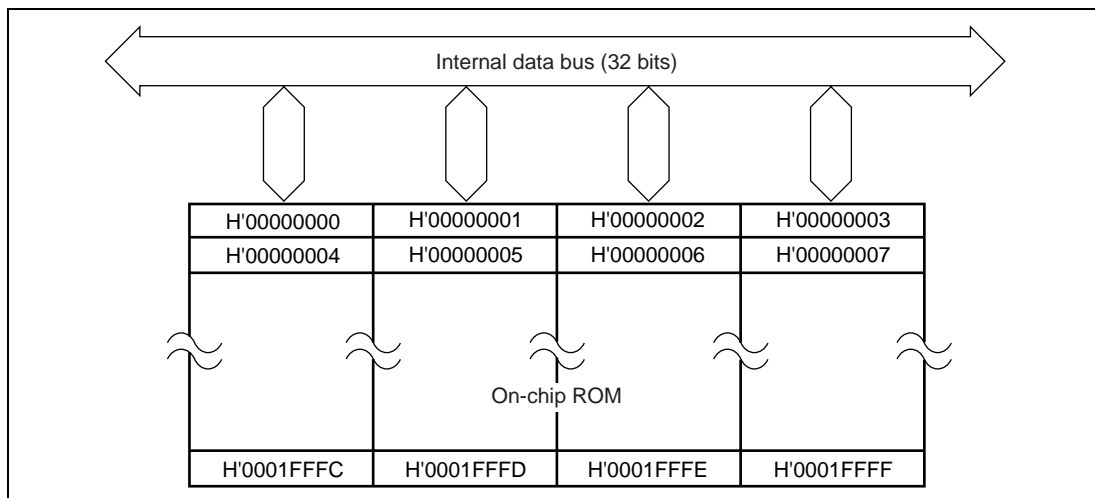 Internal data bus (32 bits)
H'00000000 H'00000001 H'00000002 H'00000003
H'00000004 H'00000005 H'00000006 H'00000007
On-chip ROM
H'0001FFFC H'0001FFFD H'0001FFFE H'0001FFFF